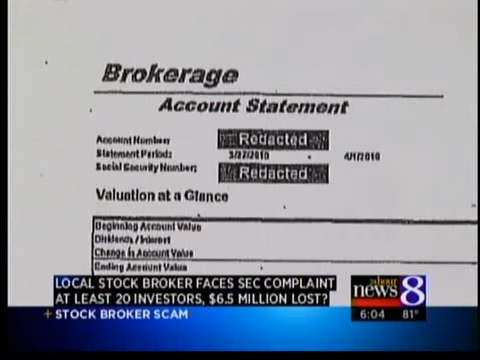 Brokerage
Account Statement
Account Number: Redacted
Statement Period: 3/27/2010 - 4/1/2010
Social Security Number: Redacted
Valuation at a Glance
Beginning Account Value
Dividends / Interest
Change in Account Value
Ending Account Value
LOCAL STOCK BROKER FACES SEC COMPLAINT
AT LEAST 20 INVESTORS, $6.5 MILLION LOST?
+ STOCK BROKER SCAM
news 8
6:04 81°